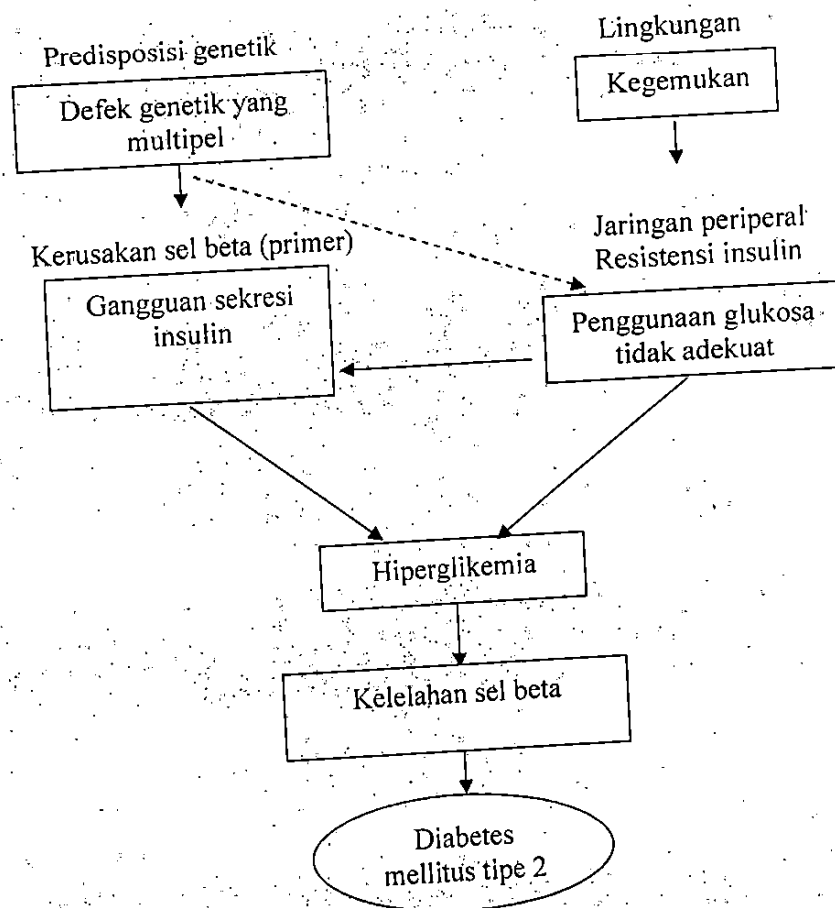 Predisposisi genetik
Defek genetik yang
multipel
Lingkungan
Kegemukan
Kerusakan sel beta (primer)
Gangguan sekresi
insulin
Jaringan periperal
Resistensi insulin
Penggunaan glukosa
tidak adekuat
Hiperglikemia
Kelelahan sel beta
Diabetes
mellitus tipe 2